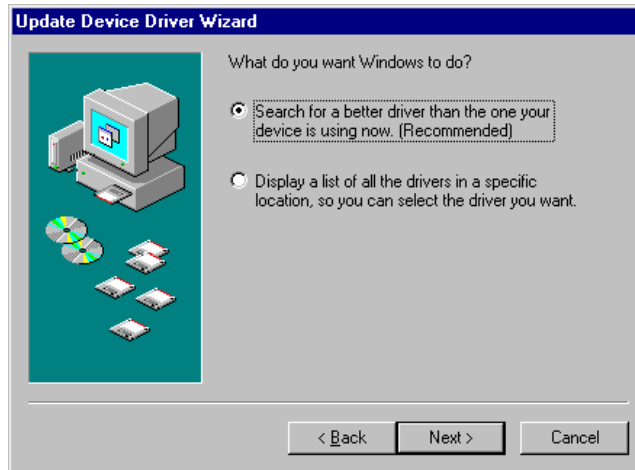 Update Device Driver Wizard
What do you want Windows to do?
Search for a better driver than the one your
device is using now. (Recommended)
Display a list of all the drivers in a specific
location, so you can select the driver you want.
< Back
Next >
Cancel